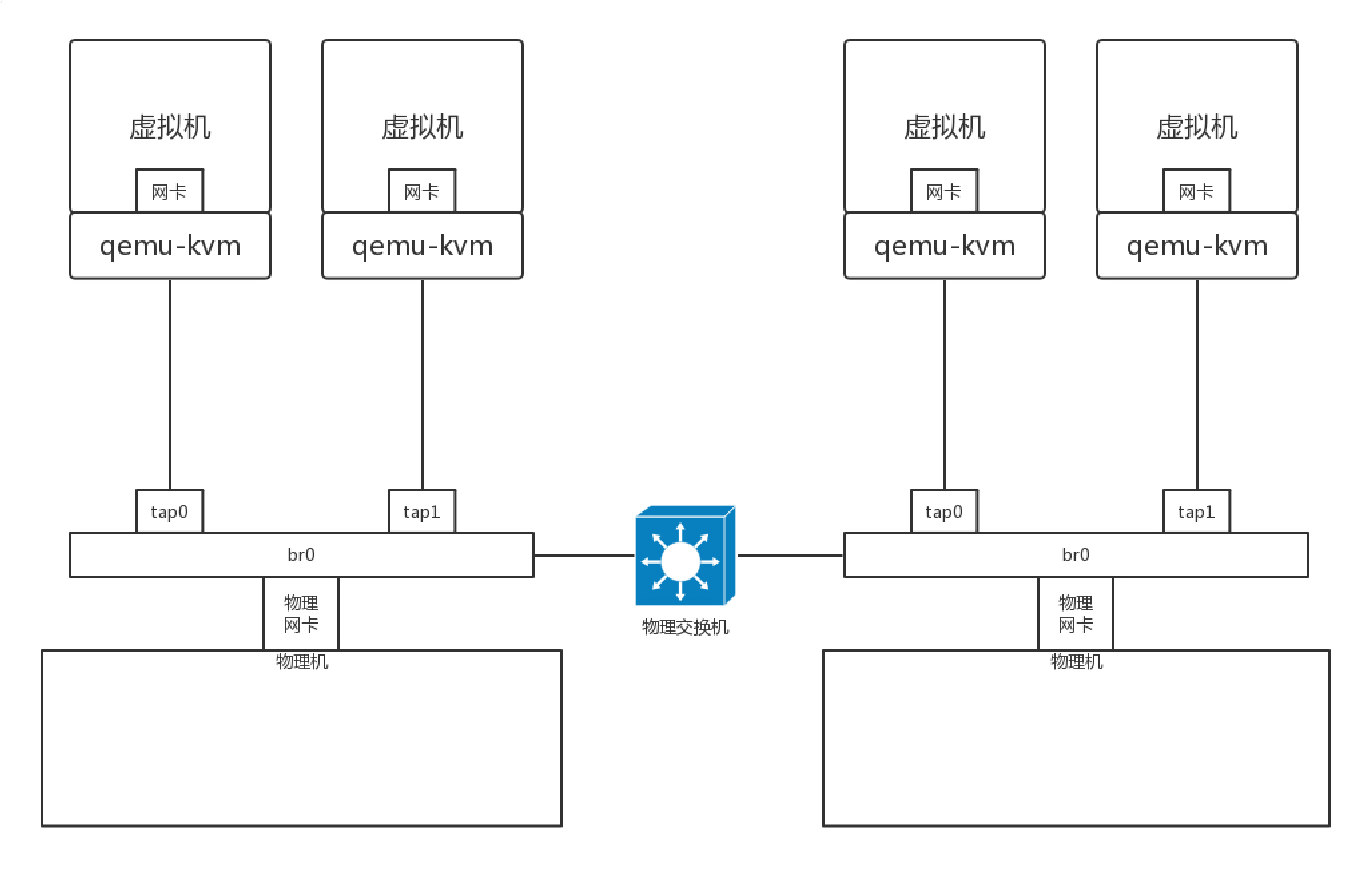 虚拟机
虚拟机
虚拟机
虚拟机
网卡
网卡
网卡
网卡
qemu-kvm
qemu-kvm
qemu-kvm
qemu-kvm
tap0
tap1
tap0
tap1
br0
br0
物理
网卡
物理
网卡
物理交换机
物理机
物理机